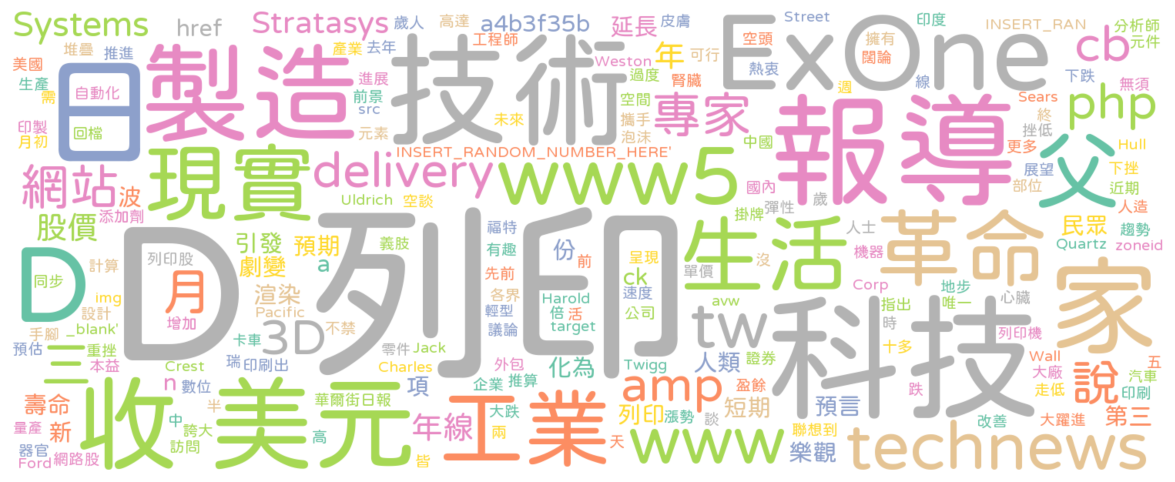 Systems href Stratasys 歲人 高達 a4b3f35b 延長 皮膚 Street 印度 INSERT_RAN 分析師
堆疊 推進 產業 去年 工程師 年 可行 空頭 擁有 cb 元件
美國 日 製造 技術 Weston 熱衷 ExOne 闊論 下跌
生產 自動化 進展 過度 週 線 無須
需 前景 src 腎臟 空間 專家 報導 Sears php
印製 回檔 元素 未來 攜手 泡沫 終 挫低
月初 INSERT_RANDOM_NUMBER_HERE' 中國 更多 Hull
網站 波 現實 delivery www5 國內 展望 父 下挫
添加劑 Uldrich 空談 彈性 歲 部位 近期 人造
股價 引發 預期 義肢 福特 份 前 呈現 掛牌 生活 人士 革命 民眾 趨勢
D 同步 計算 列印股 劇變 a D 列印 有趣 單價 沒 機器 Quartz zoneid
月 渲染 先前 各界 ck 家
img 設計 Pacific Harold 速度 avw Corp 指出 地步 心臟
blank' 增加 3D 不禁 輕型 倍 活 公司 tw 科技 唯一
手腳 _ 卡車 議論 target 時 列印機
預估 三 重挫 瑞 印刷出 零件 Jack 外包 化為 Twigg 人類 證券 十多 Wall 五
本益 Crest n 數位 Charles 項 企業 推算 amp 盈餘 大廠 汽車
壽命 收 半 美元 華爾街日報 工業 列印 漲勢 短期 預言 跌 走低 說 印刷
量產 新 中 誇大 年線 大跌 談 聯想到 改善 大躍進 第三
器官 訪問 高 兩 www 樂觀 technews
Ford 網路股 皆 天